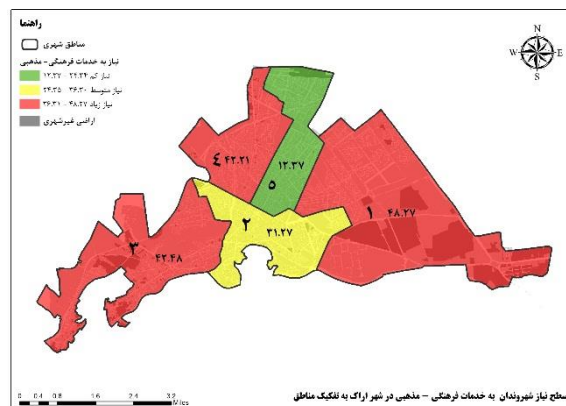 راهنما
مناطق شهری
نیاز به خدمات فرهنگی - مذهبی
نیاز کم ۲۴.۳۴ - ۱۲.۳۷
نیاز متوسط ۳۶.۳۰ - ۲۴.۳۵
نیاز زیاد ۴۸.۲۷ - ۳۶.۳۱
اراضی غیرشهری
N
W E
S
۴ ۴۲.۲۱
۱۲.۳۷
۵
۱
۴۸.۲۷
۲
۳۱.۲۷
۳
۴۲.۴۸
0 0.4 0.8 1.6 2.4 3.2
Miles
سطح نیاز شهروندان به خدمات فرهنگی - مذهبی در شهر اراک به تفکیک مناطق